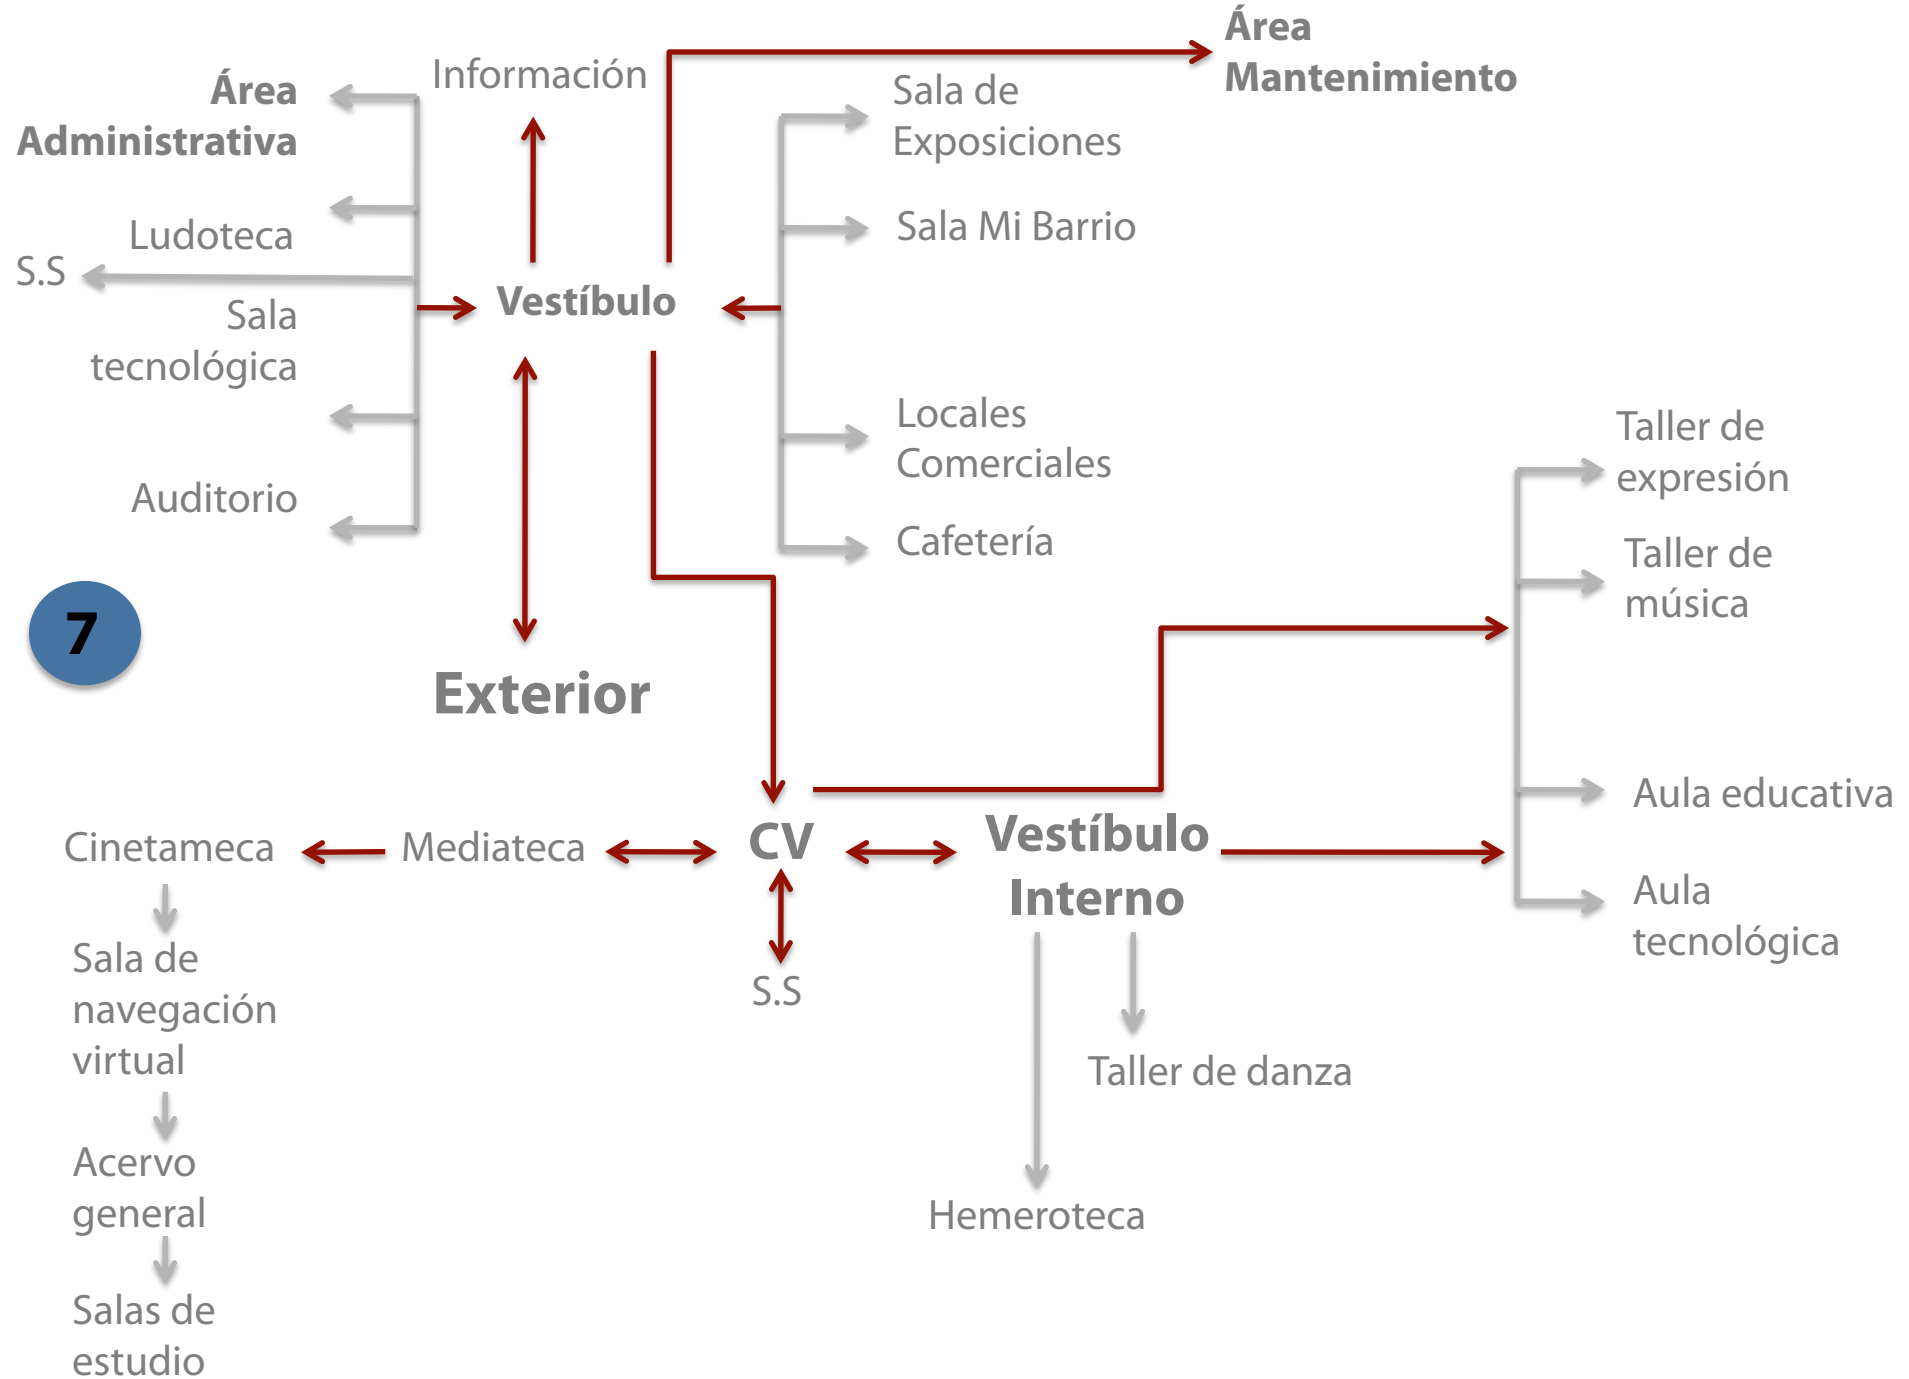 Área
Mantenimiento
Información
Área
Administrativa
Sala de
Exposiciones
Ludoteca
Sala Mi Barrio
S.S
Vestíbulo
Sala
tecnológica
Locales
Comerciales
Auditorio
Cafetería
Taller de
expresión
Taller de
música
7
Exterior
Aula educativa
Cinetameca
Mediateca
CV
Vestíbulo
Interno
Aula
tecnológica
Sala de
navegación
virtual
S.S
Taller de danza
Acervo
general
Hemeroteca
Salas de
estudio